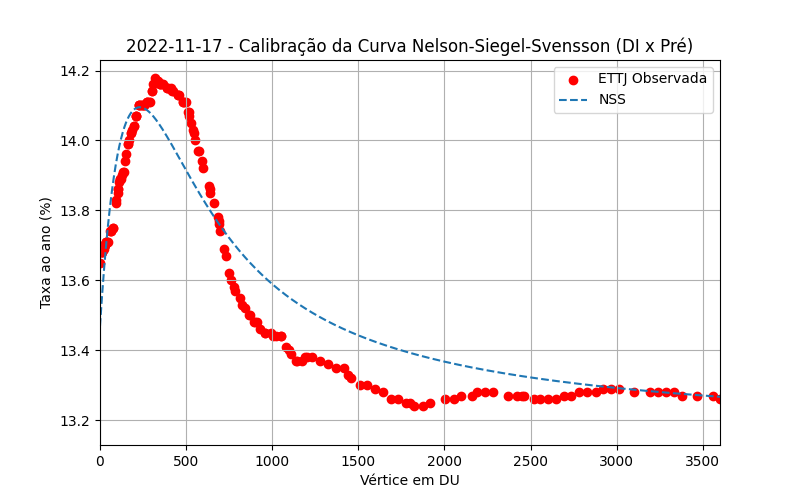 2022-11-17 - Calibração da Curva Nelson-Siegel-Svensson (DI x Pré)
14.2
14.0
13.8
13.6
13.4
13.2
Taxa ao ano (%)
ETTJ Observada
NSS
0 500 1000 1500 2000 2500 3000 3500
Vértice em DU